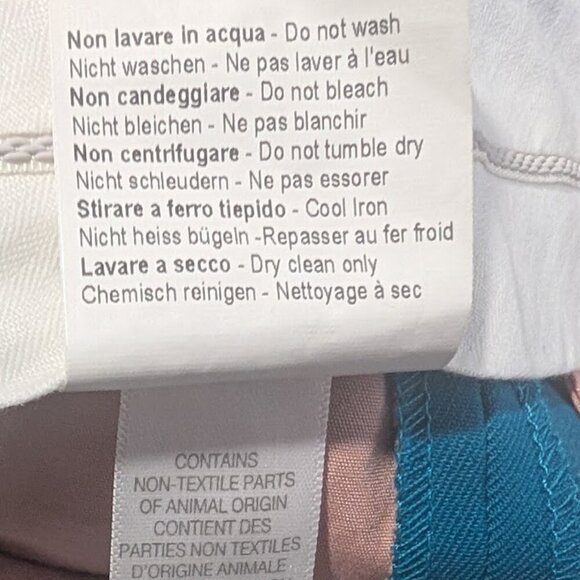 Non lavare in acqua - Do not wash
Nicht waschen - Ne pas laver à l'eau
Non candeggiare - Do not bleach
Nicht bleichen - Ne pas blanchir
Non centrifugare - Do not tumble dry
Nicht schleudern - Ne pas essorer
Stirare a ferro tiepido - Cool Iron
Nicht heiss bügeln -Repasser au fer froid
Lavare a secco - Dry clean only
Chemisch reinigen - Nettoyage à sec
CONTAINS
NON-TEXTILE PARTS
OF ANIMAL ORIGIN
CONTIENT DES
PARTIES NON TEXTILES
D'ORIGINE ANIMALE